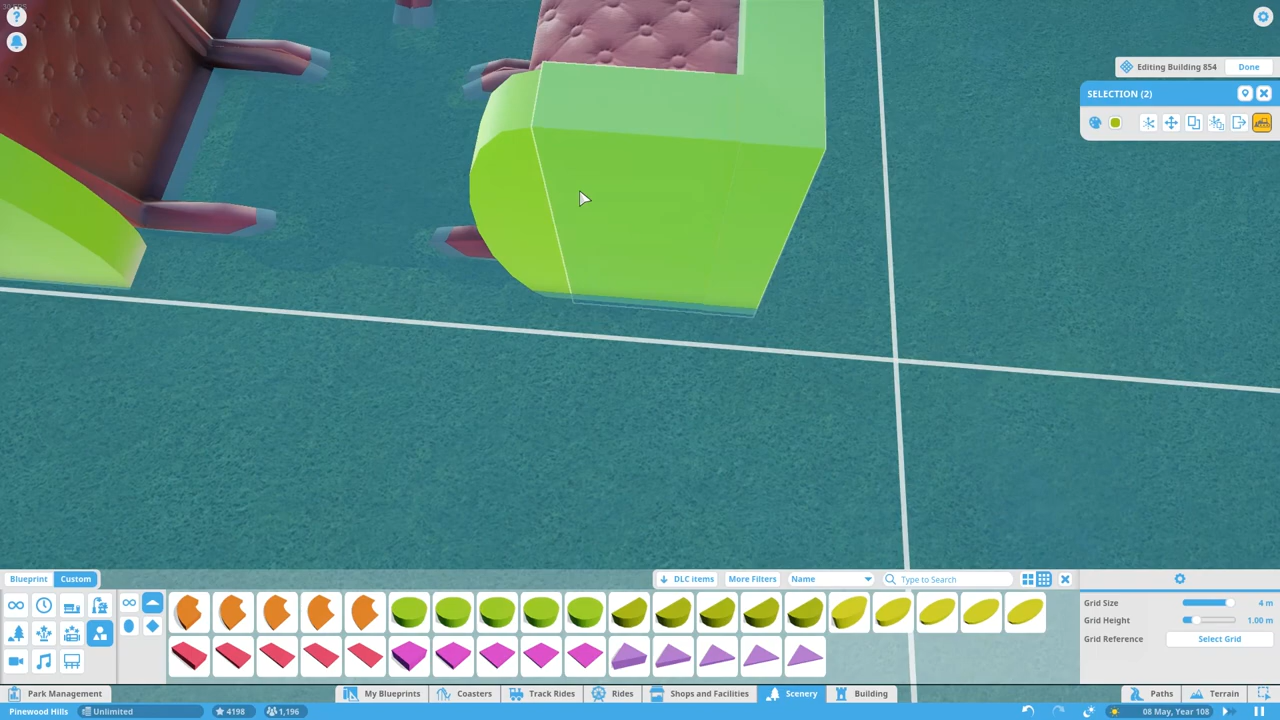 Editing Building 854
Done
SELECTION (2)
Blueprint
Custom
DLC items
More Filters
Name
Type to Search
Grid Size
4 m
Grid Height
1.00 m
Grid Reference
Select Grid
Park Management
My Blueprints
Coasters
Track Rides
Rides
Shops and Facilities
Scenery
Building
Paths
Terrain
Pinewood Hills
Unlimited
4198
1,196
08 May, Year 108